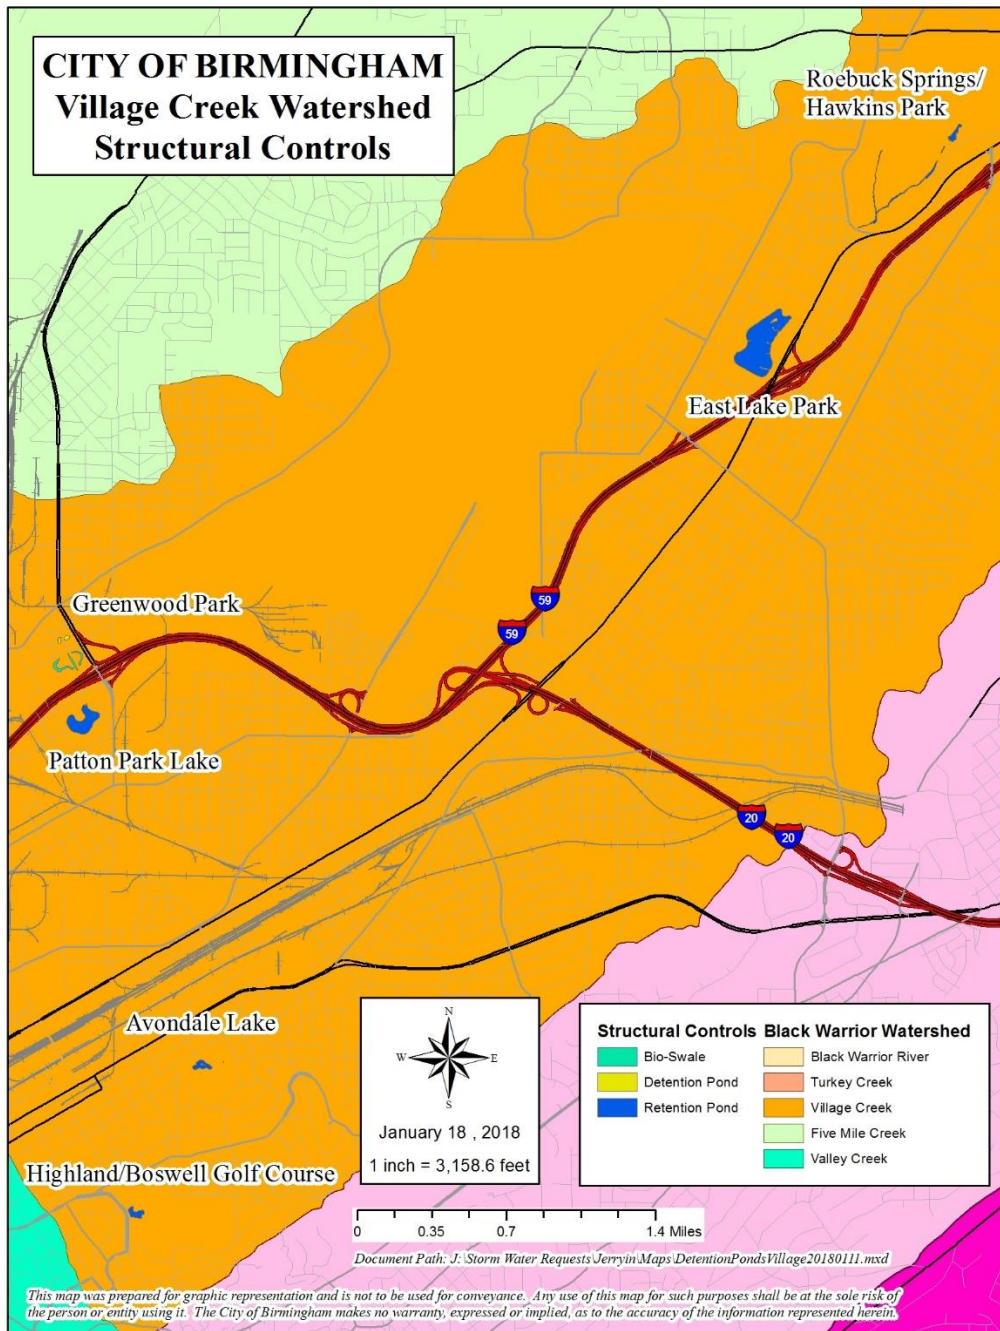 CITY OF BIRMINGHAM
Village Creek Watershed
Structural Controls
Roebuck Springs/
Hawkins Park
East Lake Park
Greenwood Park
59
59
Patton Park Lake
20
20
Avondale Lake
Highland/Boswell Golf Course
N
W E
S
January 18 , 2018
1 inch = 3,158.6 feet
Structural Controls
Bio-Swale
Detention Pond
Retention Pond
Black Warrior Watershed
Black Warrior River
Turkey Creek
Village Creek
Five Mile Creek
Valley Creek
0 0.35 0.7 1.4 Miles
Document Path: J:\Storm Water Requests\Jerryin\Maps\DetentionPondsVillage20180111.mxd
This map was prepared for graphic representation and is not to be used for conveyance. Any use of this map for such purposes shall be at the sole risk of
the person or entity using it. The City of Birmingham makes no warranty, expressed or implied, as to the accuracy of the information represented herein.